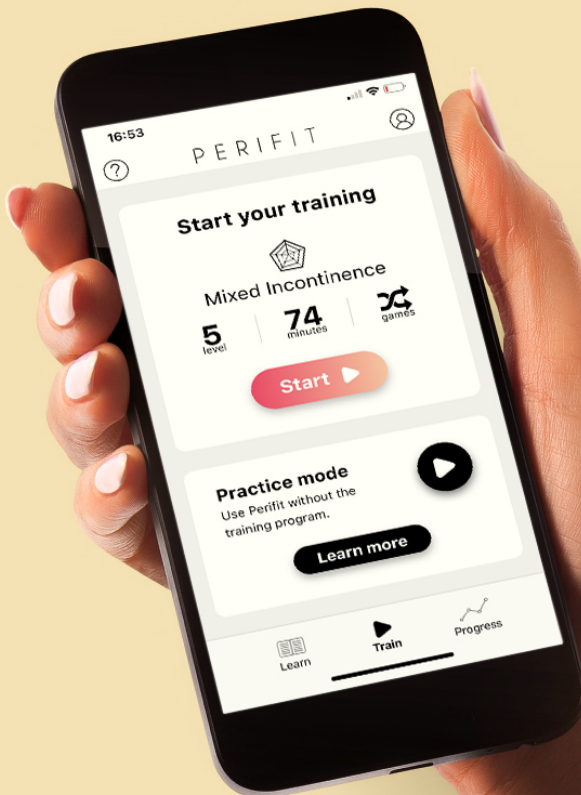 16:53
PERIFIT
?
Start your training
Mixed Incontinence
5
level
74
minutes
games
Start
Practice mode
Use Perifit without the
training program.
Learn more
Learn
Train
Progress